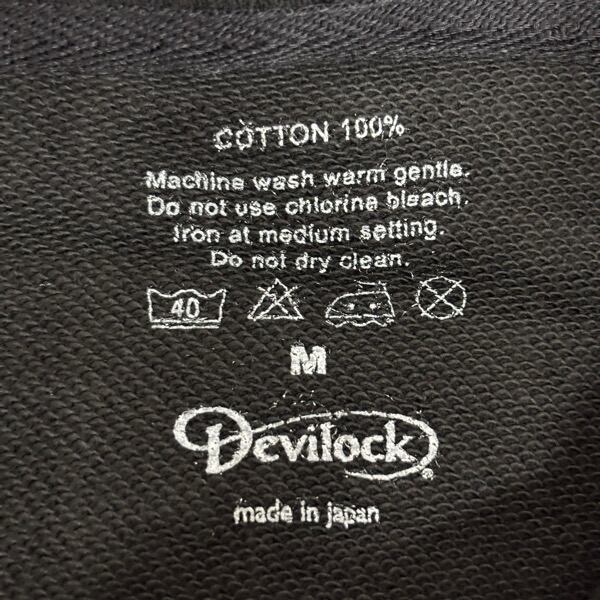 COTTON 100%
Machine wash warm gentle.
Do not use chlorine bleach.
Iron at medium setting.
Do not dry clean.
40
M
Devilock®
made in japan